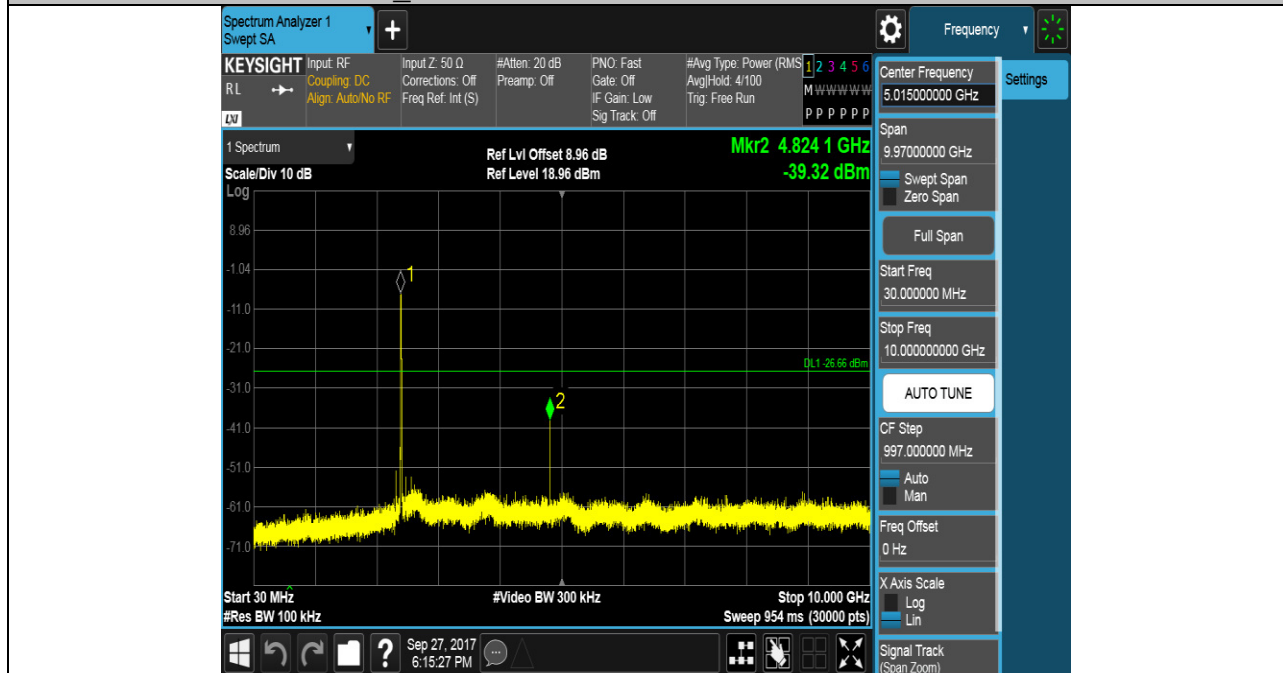 Spectrum Analyzer 1
Swept SA
+
Frequency
KEYSIGHT
RL
LXI
Input: RF
Coupling: DC
Align: Auto/No RF
Input Z: 50 Ω
Corrections: Off
Freq Ref: Int (S)
#Atten: 20 dB
Preamp: Off
PNO: Fast
Gate: Off
IF Gain: Low
Sig Track: Off
#Avg Type: Power (RMS
Avg|Hold: 4/100
Trig: Free Run
1 2 3 4 5 6
M W W W W W
P P P P P P
Center Frequency
5.015000000 GHz
Settings
1 Spectrum
Scale/Div 10 dB
Ref Lvl Offset 8.96 dB
Ref Level 18.96 dBm
Mkr2 4.824 1 GHz
-39.32 dBm
Log
8.96
-1.04
-11.0
-21.0
-31.0
-41.0
-51.0
-61.0
-71.0
1
2
DL1 -26.66 dBm
Start 30 MHz
#Res BW 100 kHz
#Video BW 300 kHz
Stop 10.000 GHz
Sweep 954 ms (30000 pts)
Span
9.97000000 GHz
Swept Span
Zero Span
Full Span
Start Freq
30.000000 MHz
Stop Freq
10.000000000 GHz
AUTO TUNE
CF Step
997.000000 MHz
Auto
Man
Freq Offset
0 Hz
X Axis Scale
Log
Lin
Signal Track
(Span Zoom)
?
Sep 27, 2017
6:15:27 PM